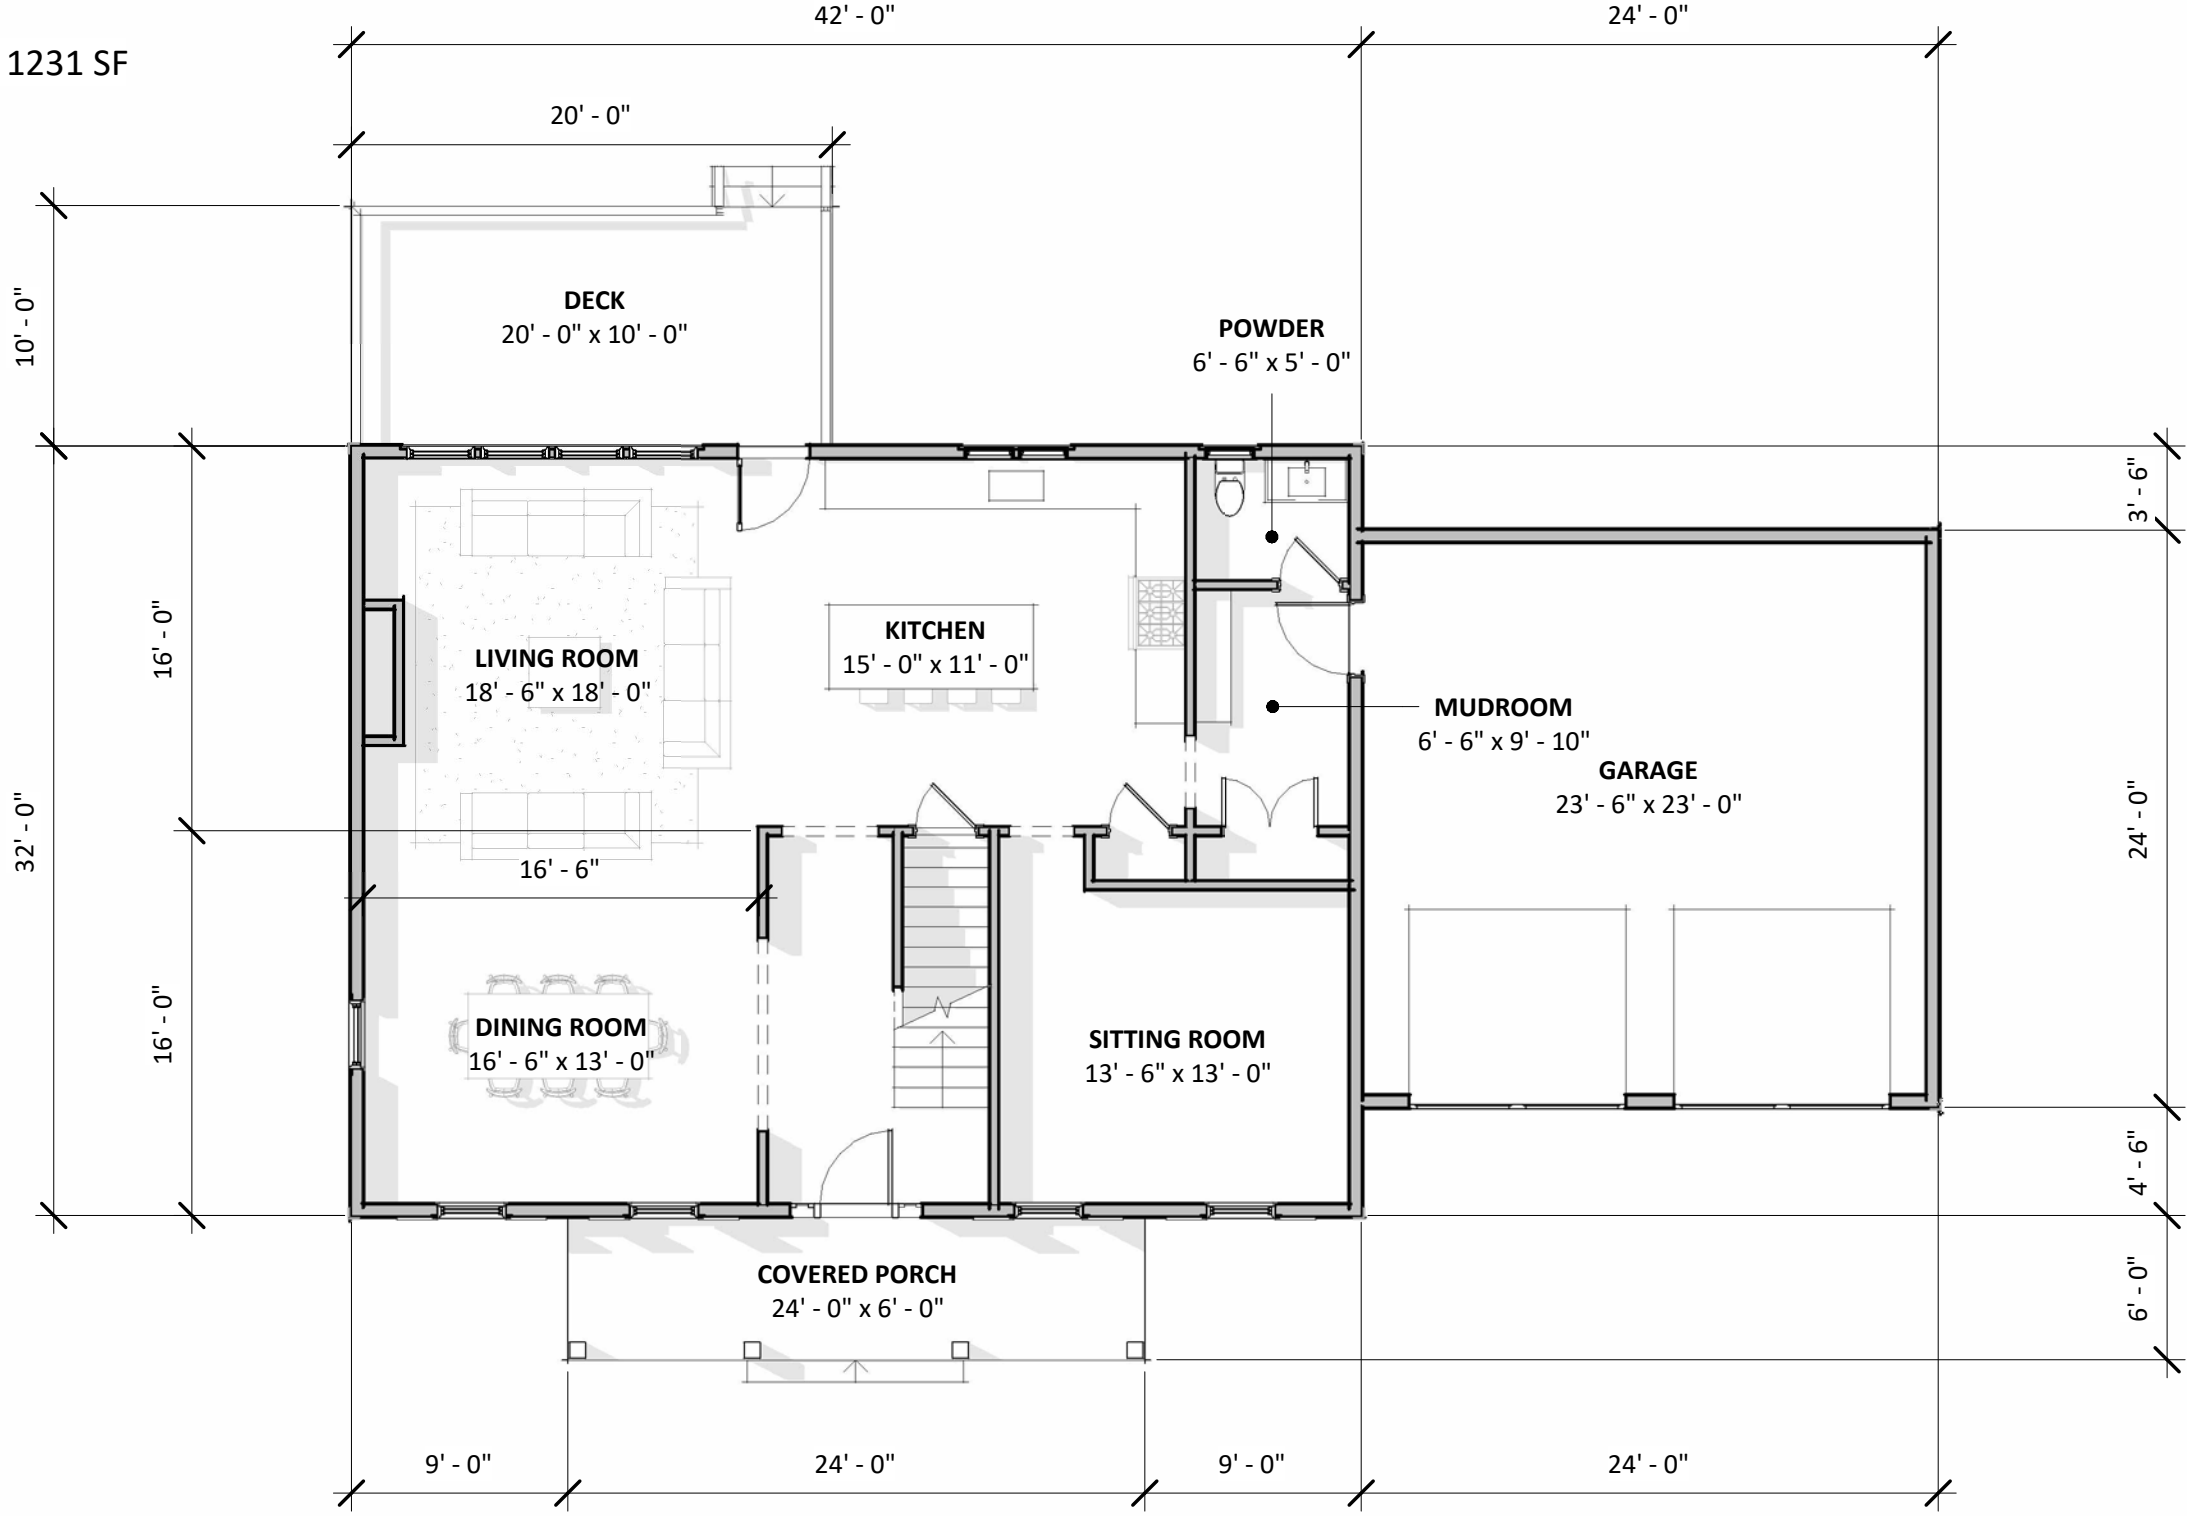 42' - 0"
24' - 0"
1231 SF
20' - 0"
10' - 0"
DECK
20' - 0" x 10' - 0"
POWDER
6' - 6" x 5' - 0"
3' - 6"
16' - 0"
KITCHEN
15' - 0" x 11' - 0"
LIVING ROOM
18' - 6" x 18' - 0"
MUDROOM
6' - 6" x 9' - 10"
GARAGE
23' - 6" x 23' - 0"
32' - 0"
24' - 0"
16' - 6"
16' - 0"
DINING ROOM
16' - 6" x 13' - 0"
SITTING ROOM
13' - 6" x 13' - 0"
4' - 6"
COVERED PORCH
24' - 0" x 6' - 0"
6' - 0"
9' - 0"
24' - 0"
9' - 0"
24' - 0"